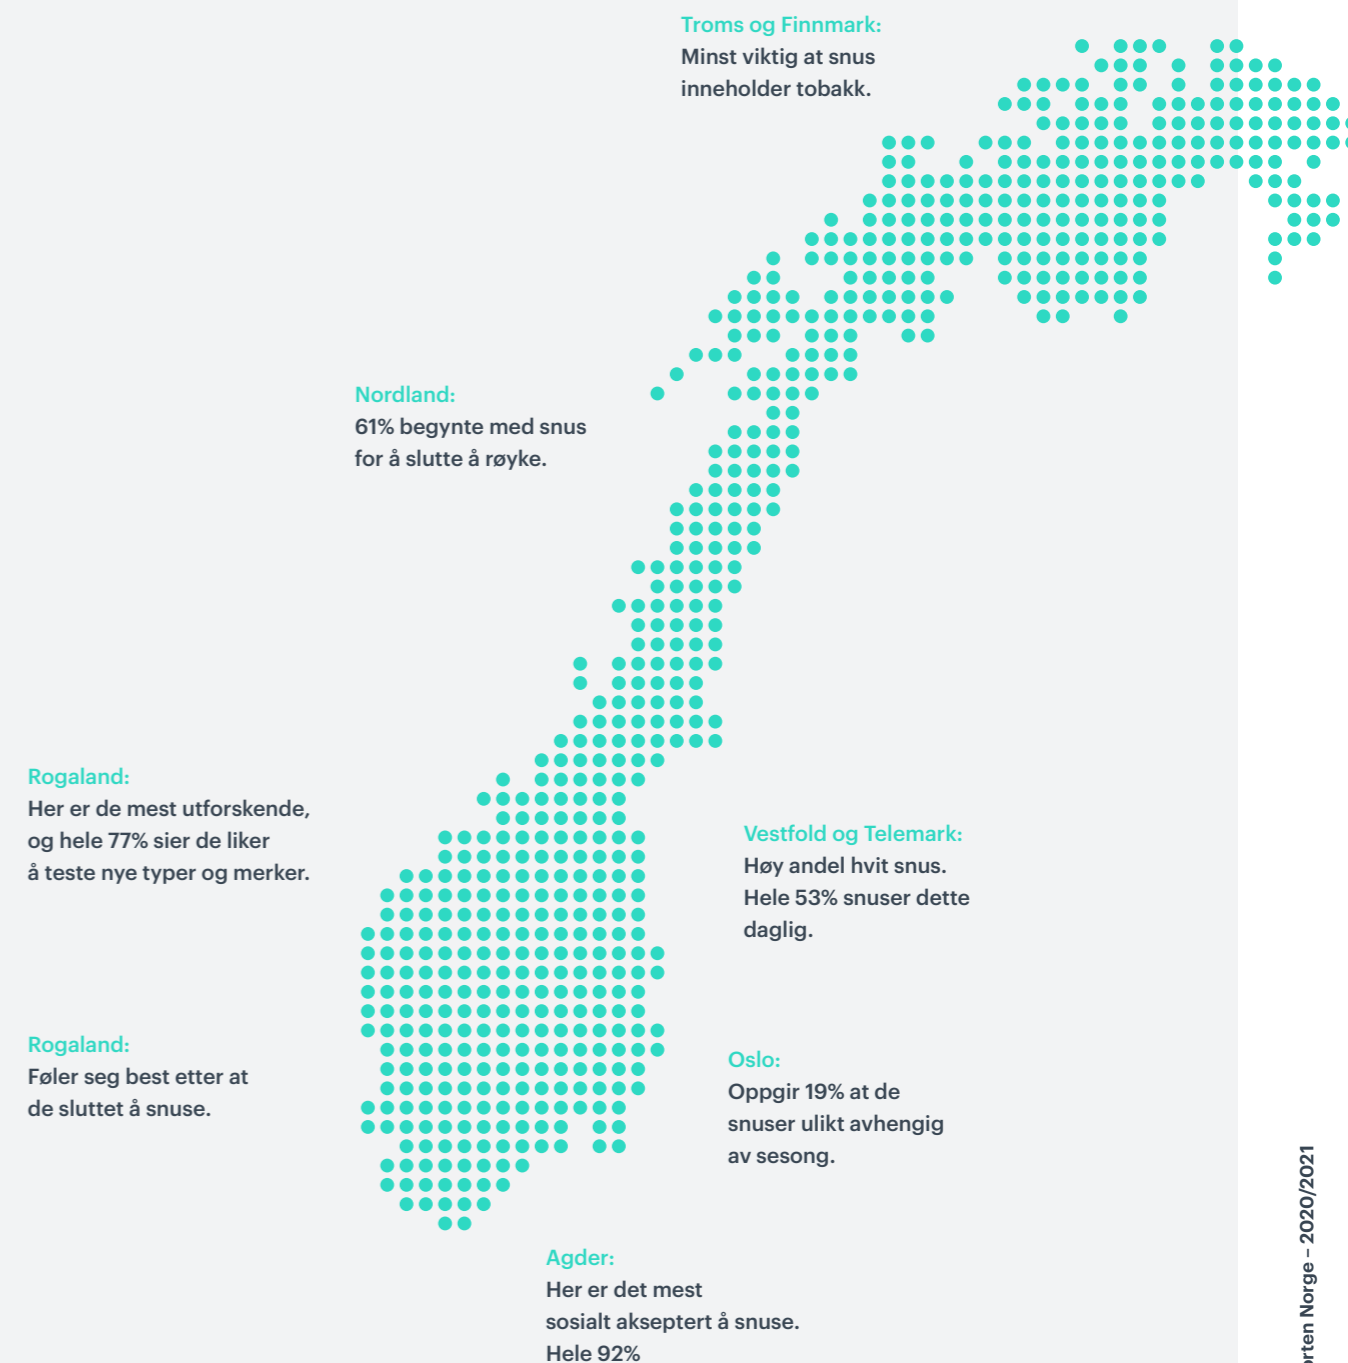 Troms og Finnmark:
Minst viktig at snus
inneholder tobakk.
Nordland:
61% begynte med snus
for å slutte å røyke.
Rogaland:
Her er de mest utforskende,
og hele 77% sier de liker
å teste nye typer og merker.
Vestfold og Telemark:
Høy andel hvit snus.
Hele 53% snuser dette
daglig.
Rogaland:
Føler seg best etter at
de sluttet å snuse.
Oslo:
Oppgir 19% at de
snuser ulikt avhengig
av sesong.
Agder:
Her er det mest
sosialt akseptert å snuse.
Hele 92%
Norge – 2020/2021